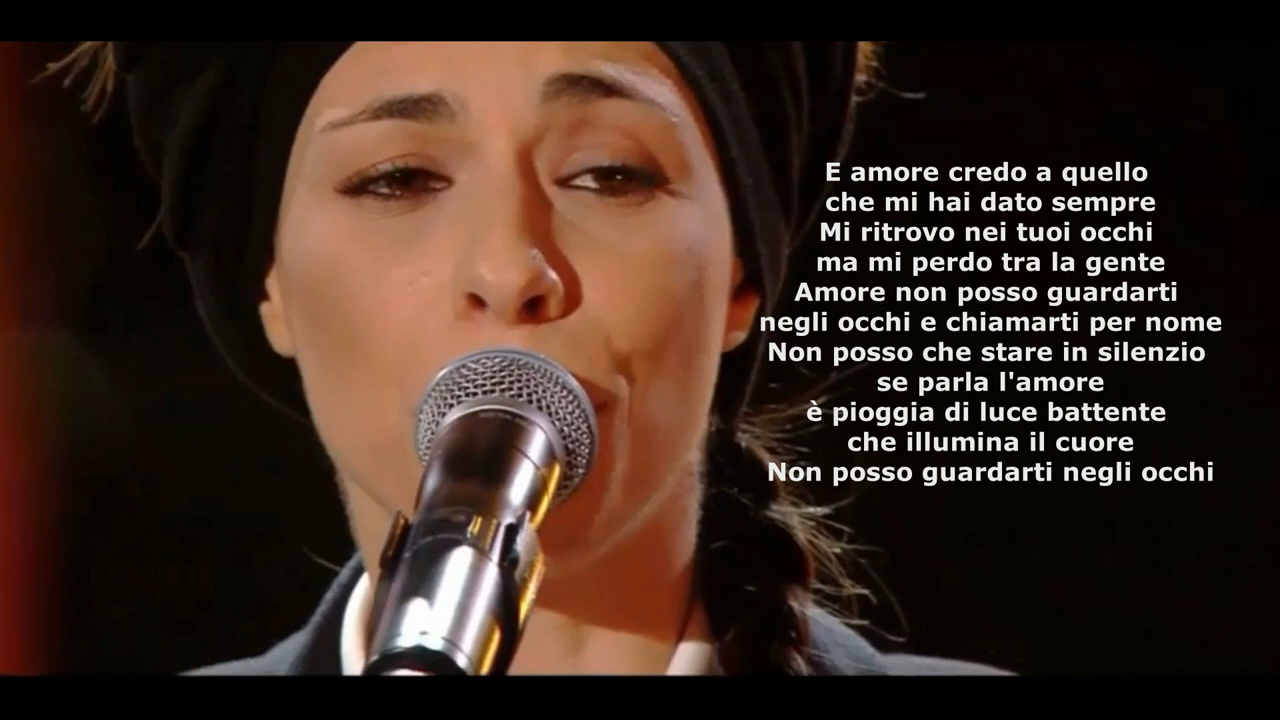 E amore credo a quello
che mi hai dato sempre
Mi ritrovo nei tuoi occhi
ma mi perdo tra la gente
Amore non posso guardarti
negli occhi e chiamarti per nome
Non posso che stare in silenzio
se parla l'amore
è pioggia di luce battente
che illumina il cuore
Non posso guardarti negli occhi